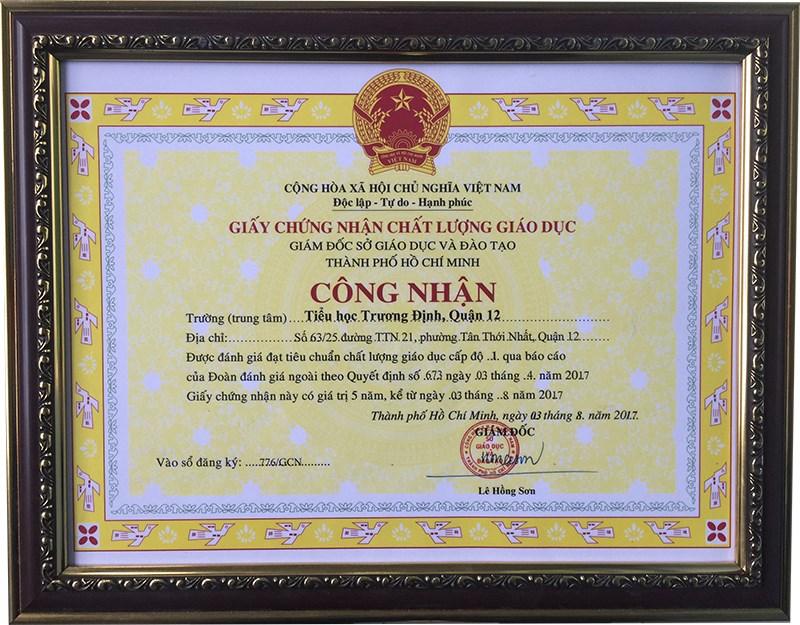 VIỆT NAM
CỘNG HÒA XÃ HỘI CHỦ NGHĨA VIỆT NAM
Độc lập - Tự do - Hạnh phúc
GIẤY CHỨNG NHẬN CHẤT LƯỢNG GIÁO DỤC
GIÁM ĐỐC SỞ GIÁO DỤC VÀ ĐÀO TẠO
THÀNH PHỐ HỒ CHÍ MINH
CÔNG NHẬN
Trường (trung tâm)....Tiểu học Trương Định, Quận 12..............................
Địa chỉ:.................Số 63/25 đường TTN 21, phường Tân Thới Nhất, Quận 12........
Được đánh giá đạt tiêu chuẩn chất lượng giáo dục cấp độ ..1. qua báo cáo
của Đoàn đánh giá ngoài theo Quyết định số .673 ngày .03 tháng ..4. năm 2017
Giấy chứng nhận này có giá trị 5 năm, kể từ ngày .03 tháng ..8. năm 2017
Thành phố Hồ Chí Minh, ngày 03 tháng 8. năm 2017.
GIÁM ĐỐC
SỞ
GIÁO DỤC
Vào sổ đăng ký: ....776/GCN.........
Lê Hồng Sơn